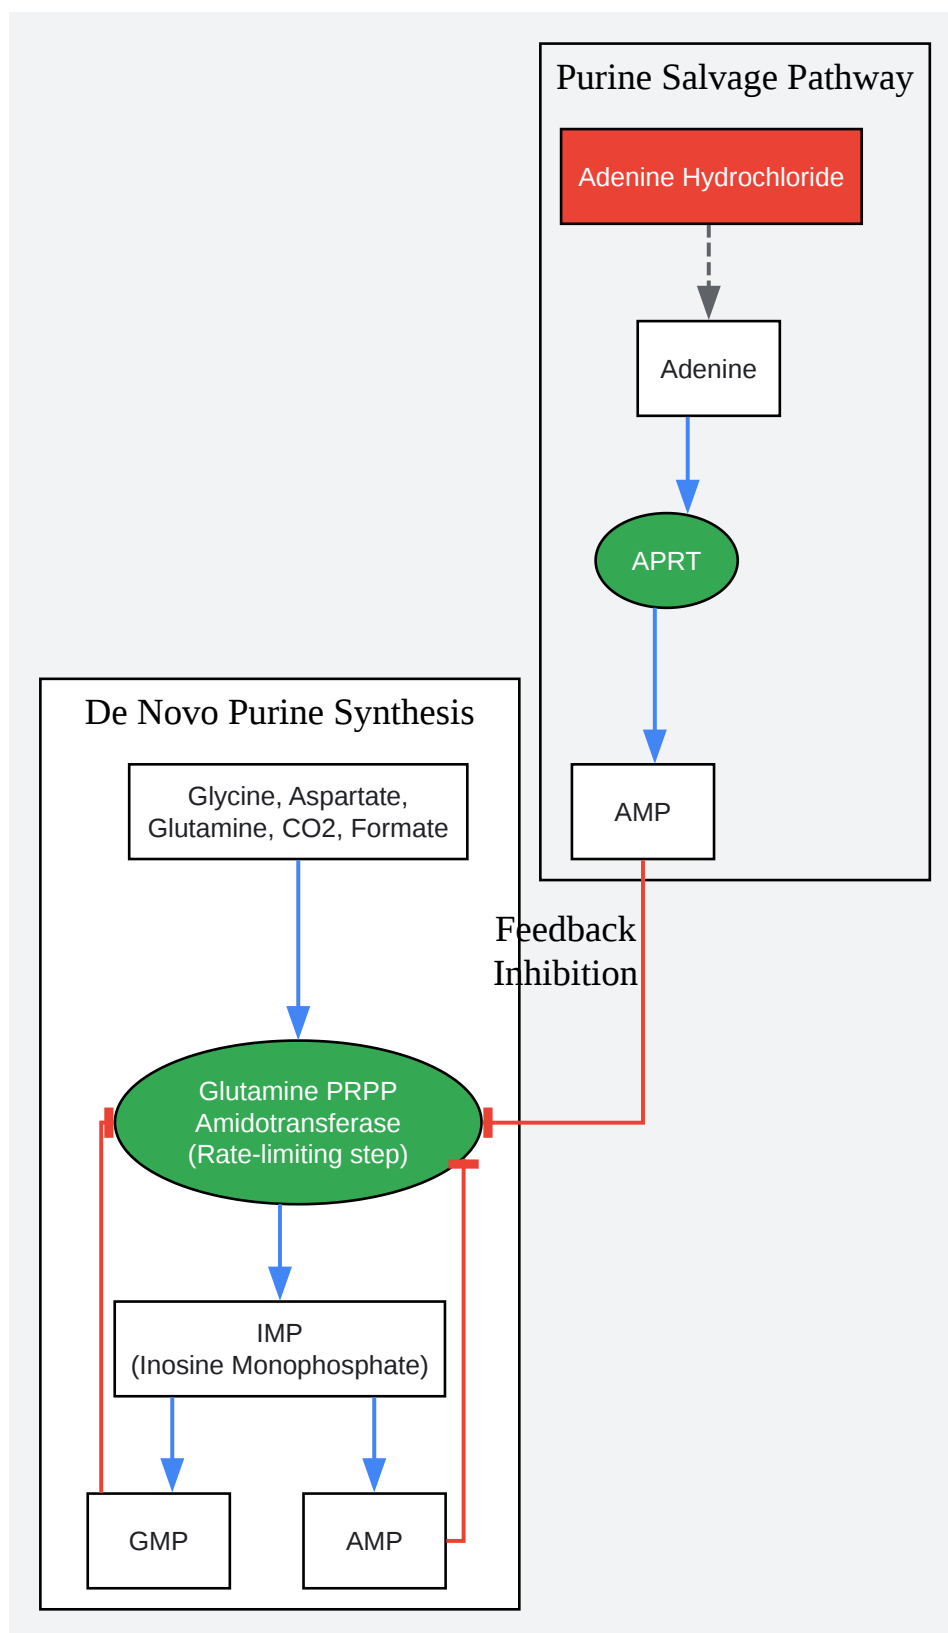 Purine Salvage Pathway
Adenine Hydrochloride
Adenine
APRT
AMP
De Novo Purine Synthesis
Glycine, Aspartate,
Glutamine, CO2, Formate
Feedback
Inhibition
Glutamine PRPP
Amidotransferase
(Rate-limiting step)
IMP
(Inosine Monophosphate)
GMP
AMP